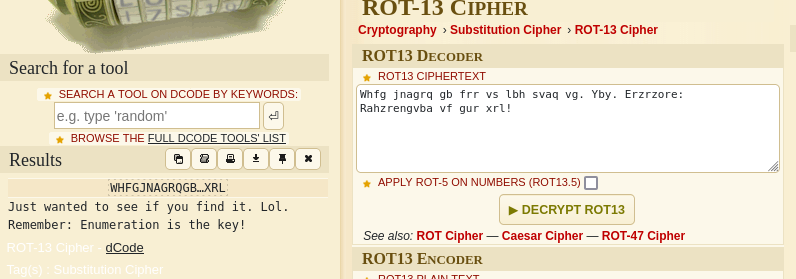 Search for a tool
★ SEARCH A TOOL ON DCODE BY KEYWORDS:
e.g. type 'random'
★ BROWSE THE FULL DCODE TOOLS' LIST
Results
WHFGJNAGRQGB…XRL
Just wanted to see if you find it. Lol.
Remember: Enumeration is the key!
ROT-13 Cipher - dCode
Tag(s) : Substitution Cipher
ROT-13 CIPHER
Cryptography › Substitution Cipher › ROT-13 Cipher
ROT13 DECODER
★ ROT13 CIPHERTEXT
Whfg jnagrq gb frr vs lbh svaq vg. Yby. Erzrzore:
Rahzrengvba vf gur xrl!
★ APPLY ROT-5 ON NUMBERS (ROT13.5)
▶ DECRYPT ROT13
See also: ROT Cipher — Caesar Cipher — ROT-47 Cipher
ROT13 ENCODER
★ ROT13 PLAIN TEXT